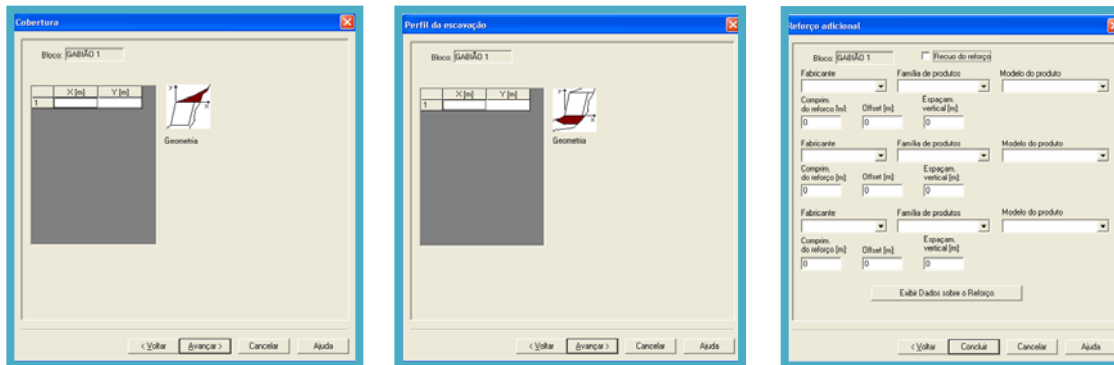 Cobertura
Bloco: GABIÃO 1
X [m] Y [m]
1
Geometria
< Voltar Avançar > Cancelar Ajuda
Perfil da escavação
Bloco: GABIÃO 1
X [m] Y [m]
1
Geometria
< Voltar Avançar > Cancelar Ajuda
Reforço adicional
Bloco: GABIÃO 1 Recuo do reforço
Fabricante Família de produtos Modelo do produto
Comprim. do reforço [m]: Offset [m]: Espaçam. vertical [m]:
0 0 0
Fabricante Família de produtos Modelo do produto
Comprim. do reforço [m]: Offset [m]: Espaçam. vertical [m]:
0 0 0
Fabricante Família de produtos Modelo do produto
Comprim. do reforço [m]: Offset [m]: Espaçam. vertical [m]:
0 0 0
Exibir Dados sobre o Reforço
< Voltar Concluir Cancelar Ajuda